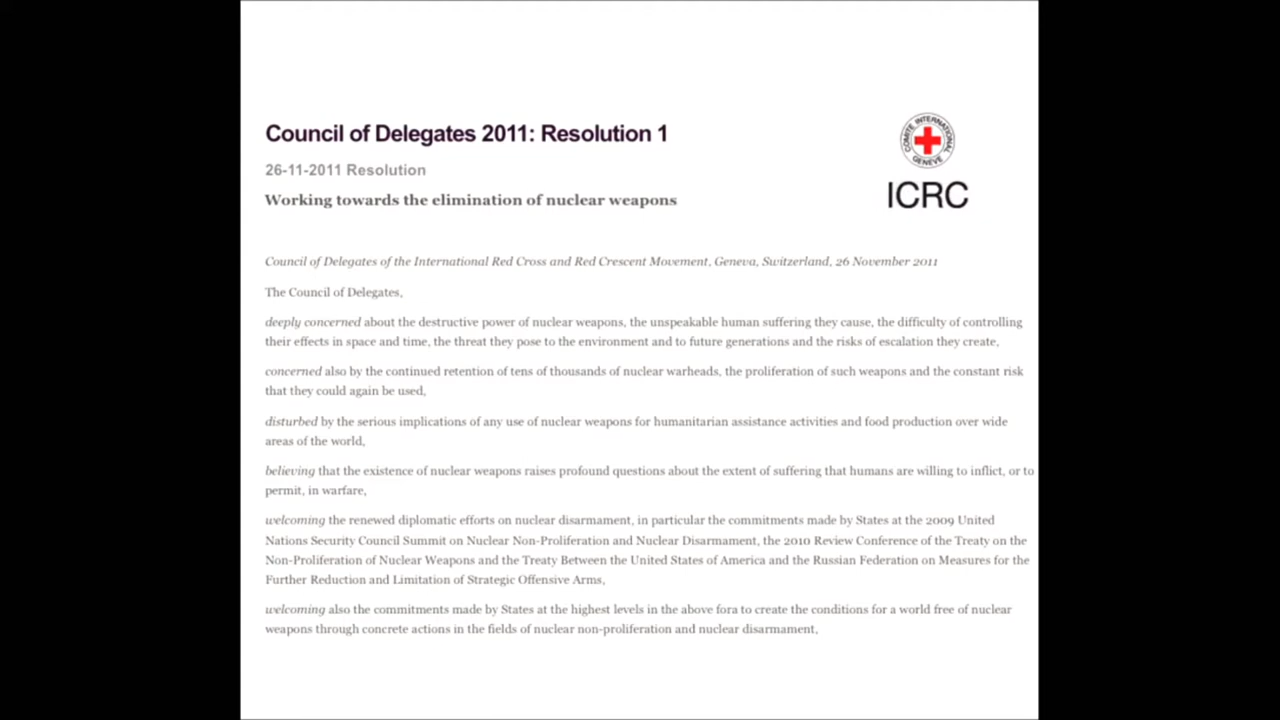 Council of Delegates 2011: Resolution 1
26-11-2011 Resolution
Working towards the elimination of nuclear weapons
COMITE INTERNATIONAL GENEVE
ICRC
Council of Delegates of the International Red Cross and Red Crescent Movement, Geneva, Switzerland, 26 November 2011
The Council of Delegates,
deeply concerned about the destructive power of nuclear weapons, the unspeakable human suffering they cause, the difficulty of controlling
their effects in space and time, the threat they pose to the environment and to future generations and the risks of escalation they create,
concerned also by the continued retention of tens of thousands of nuclear warheads, the proliferation of such weapons and the constant risk
that they could again be used,
disturbed by the serious implications of any use of nuclear weapons for humanitarian assistance activities and food production over wide
areas of the world,
believing that the existence of nuclear weapons raises profound questions about the extent of suffering that humans are willing to inflict, or to
permit, in warfare,
welcoming the renewed diplomatic efforts on nuclear disarmament, in particular the commitments made by States at the 2009 United
Nations Security Council Summit on Nuclear Non-Proliferation and Nuclear Disarmament, the 2010 Review Conference of the Treaty on the
Non-Proliferation of Nuclear Weapons and the Treaty Between the United States of America and the Russian Federation on Measures for the
Further Reduction and Limitation of Strategic Offensive Arms,
welcoming also the commitments made by States at the highest levels in the above fora to create the conditions for a world free of nuclear
weapons through concrete actions in the fields of nuclear non-proliferation and nuclear disarmament,